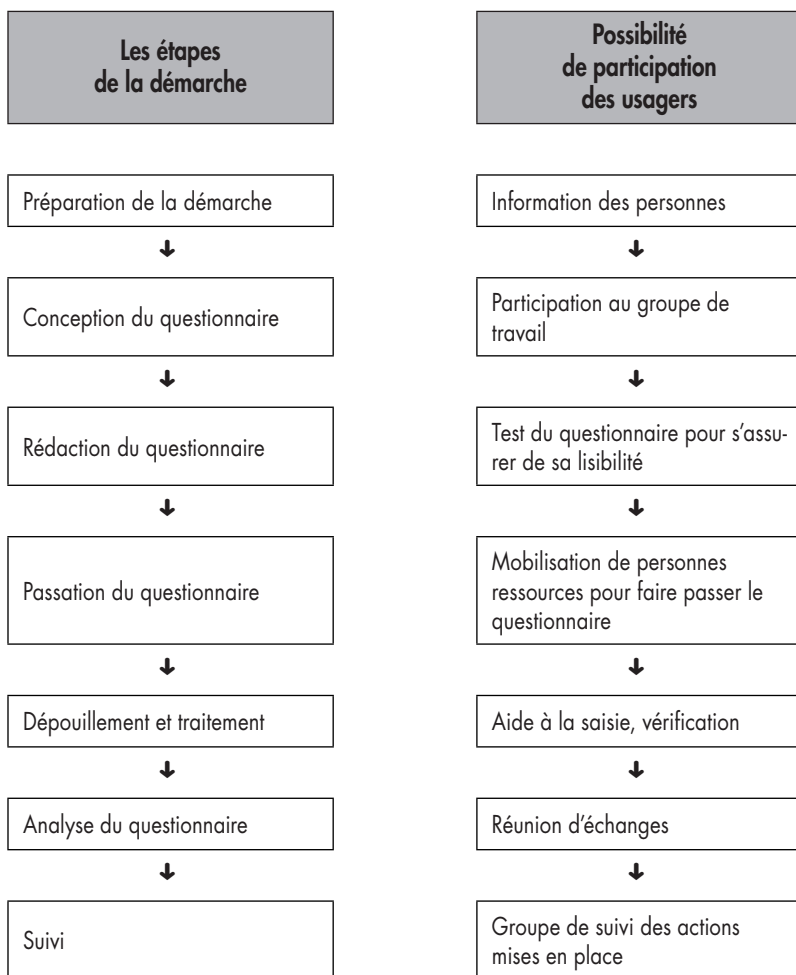 Les étapes
de la démarche
Possibilité
de participation
des usagers
Préparation de la démarche
Information des personnes
Conception du questionnaire
Participation au groupe de
travail
Rédaction du questionnaire
Test du questionnaire pour s'assu-
rer de sa lisibilité
Passation du questionnaire
Mobilisation de personnes
ressources pour faire passer le
questionnaire
Dépouillement et traitement
Aide à la saisie, vérification
Analyse du questionnaire
Réunion d'échanges
Suivi
Groupe de suivi des actions
mises en place